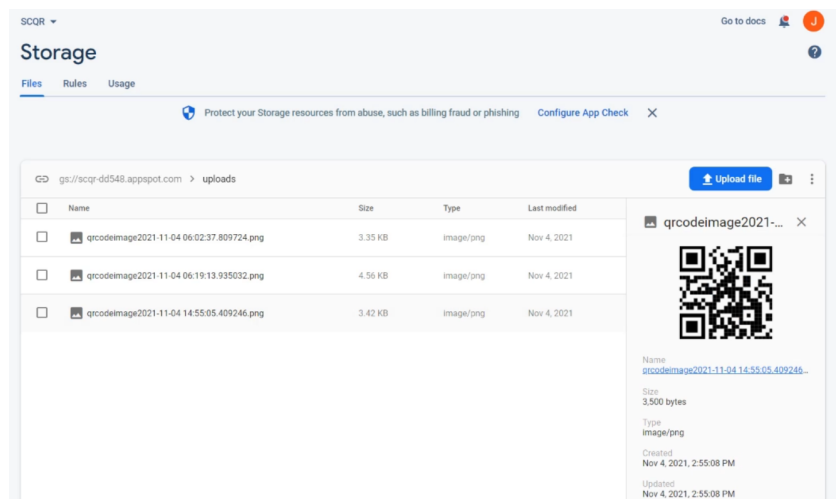 SCQR
Go to docs
J
Storage
Files Rules Usage
Protect your Storage resources from abuse, such as billing fraud or phishing Configure App Check
gs://scqr-dd548.appspot.com > uploads
Upload file
Name Size Type Last modified
qrcodeimage2021-11-04 06:02:37.809724.png 3.35 KB image/png Nov 4, 2021
qrcodeimage2021-11-04 06:19:13.935032.png 4.56 KB image/png Nov 4, 2021
qrcodeimage2021-11-04 14:55:05.409246.png 3.42 KB image/png Nov 4, 2021
qrcodeimage2021-...
Name
qrcodeimage2021-11-04 14:55:05.409246...
Size
3,500 bytes
Type
image/png
Created
Nov 4, 2021, 2:55:08 PM
Updated
Nov 4, 2021, 2:55:08 PM